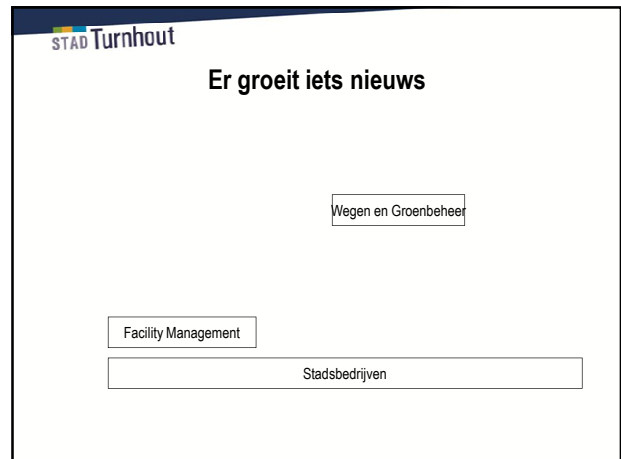 STAD Turnhout
Er groeit iets nieuws
Wegen en Groenbeheer
Facility Management
Stadsbedrijven